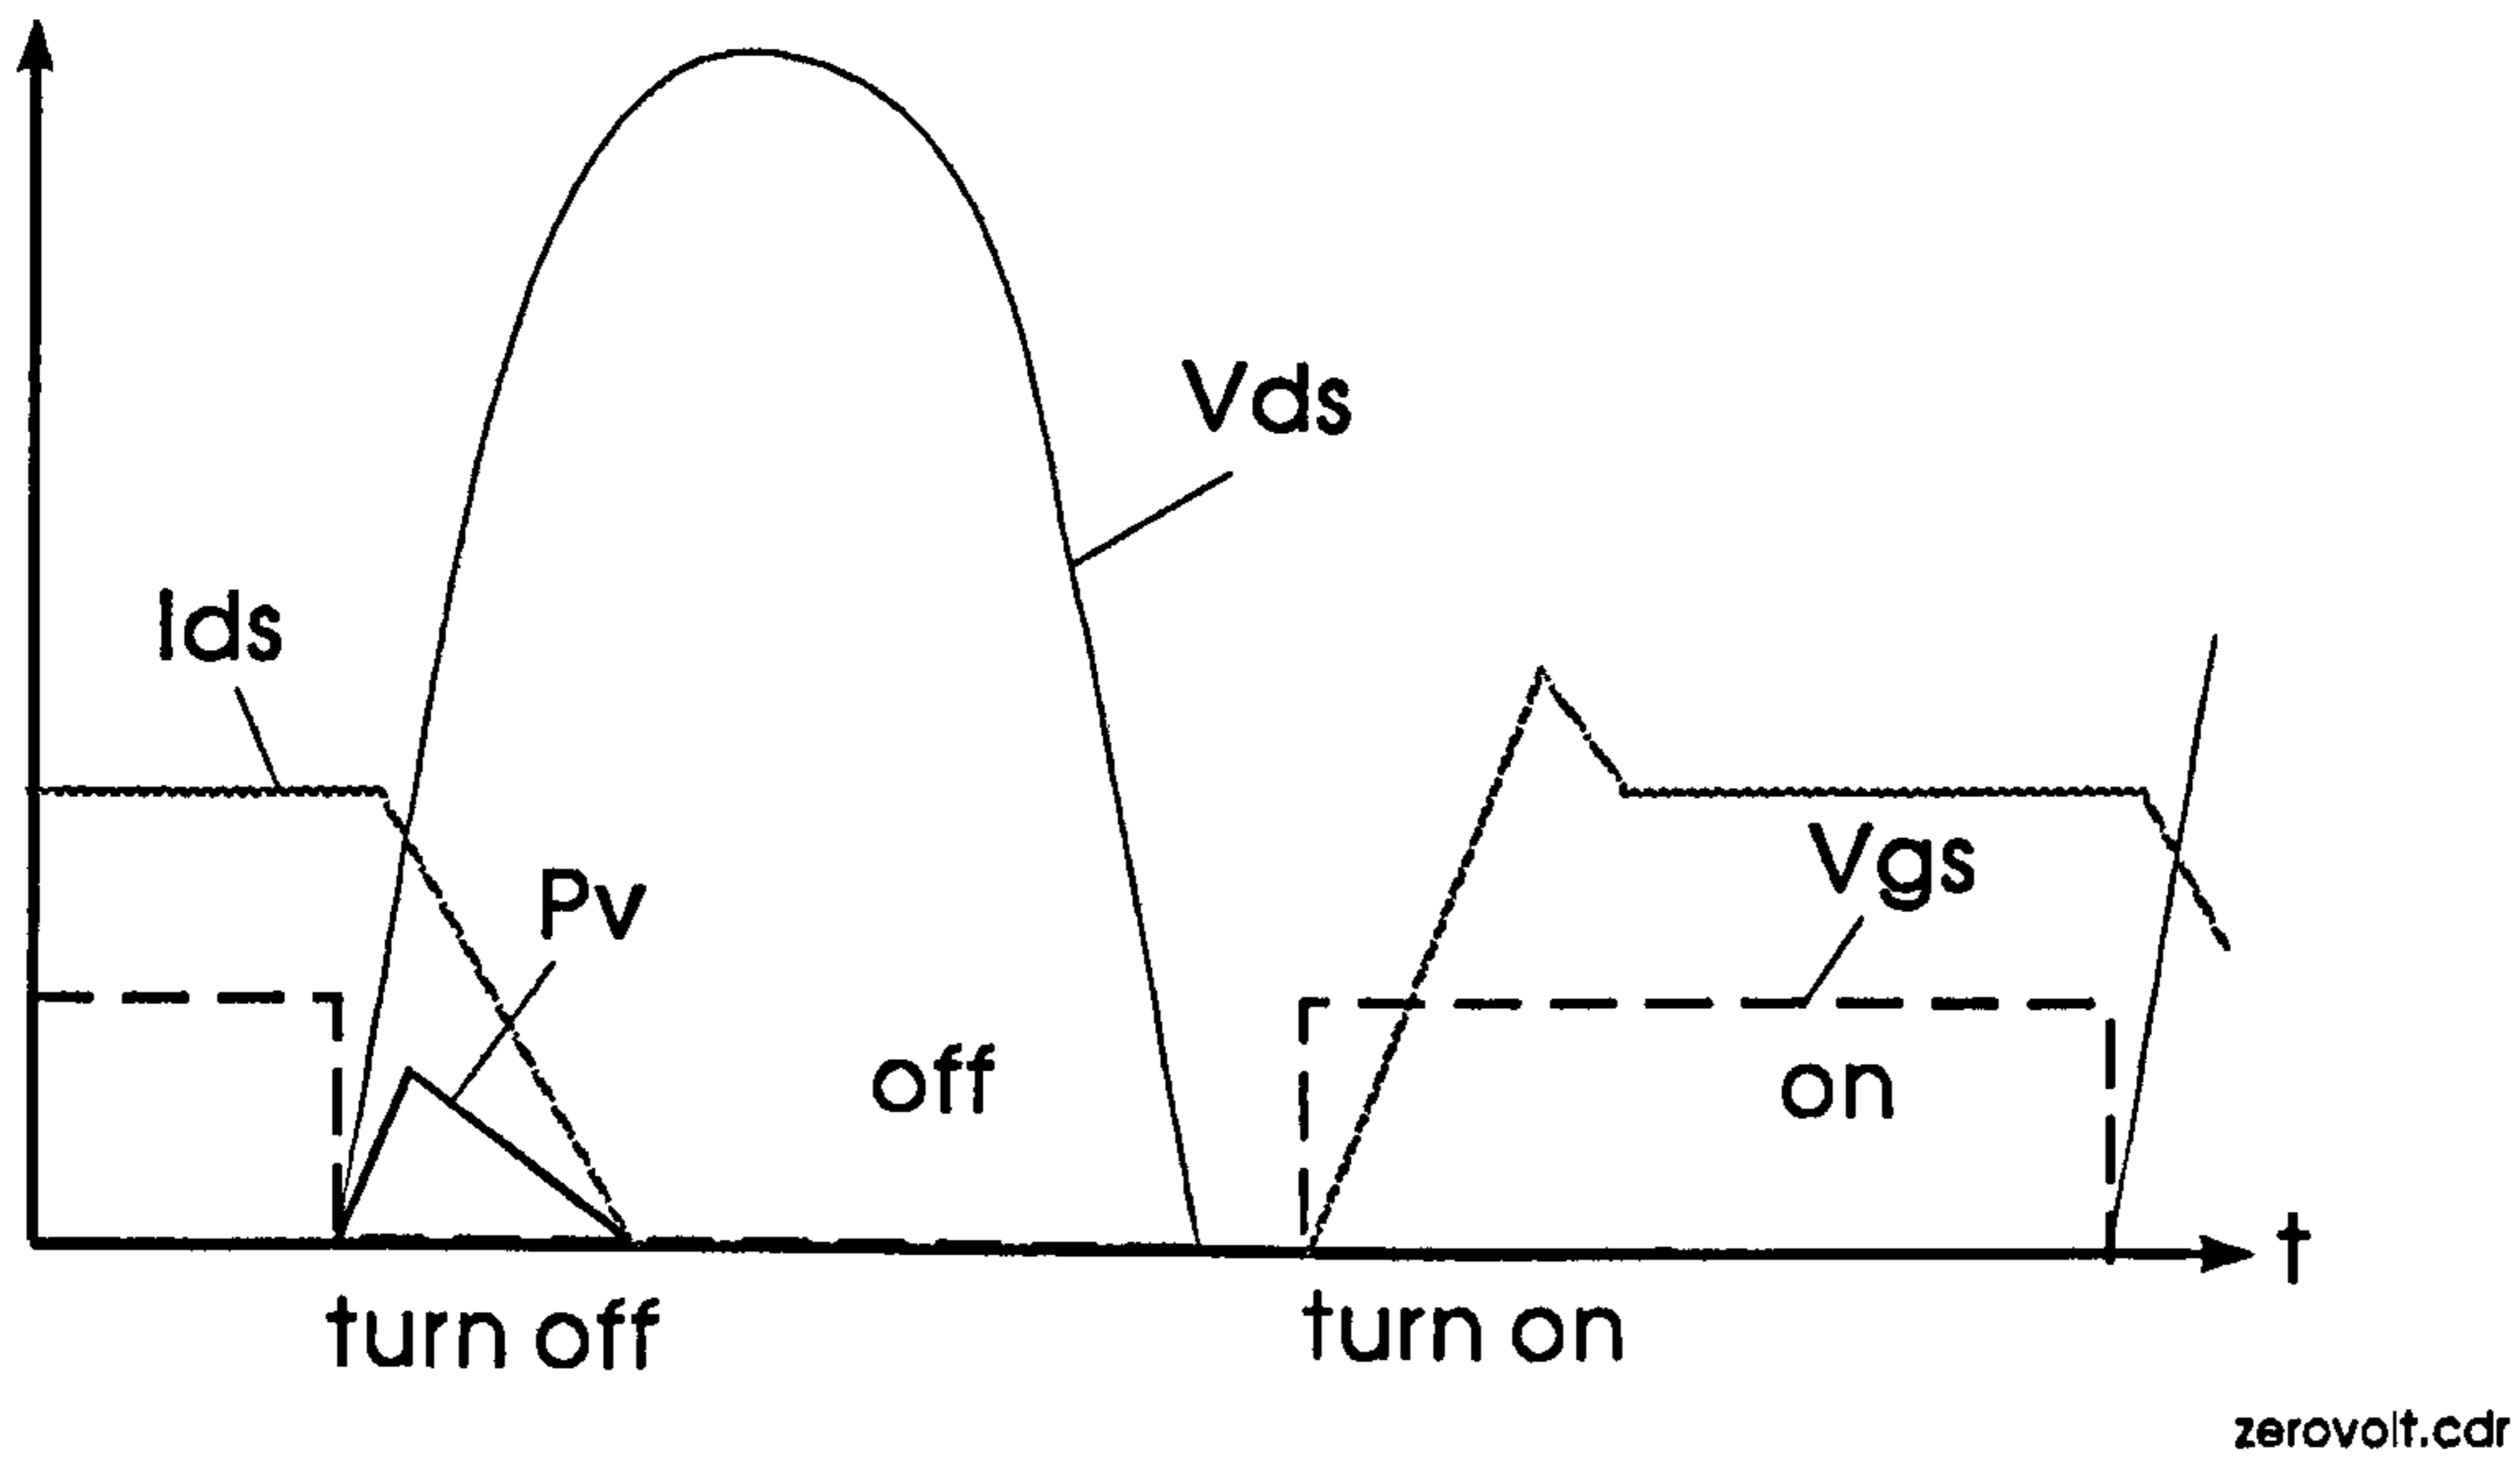 Vds
Ids
Vgs
Pv
off
on
t
turn off
turn on
zerovolt.cdr